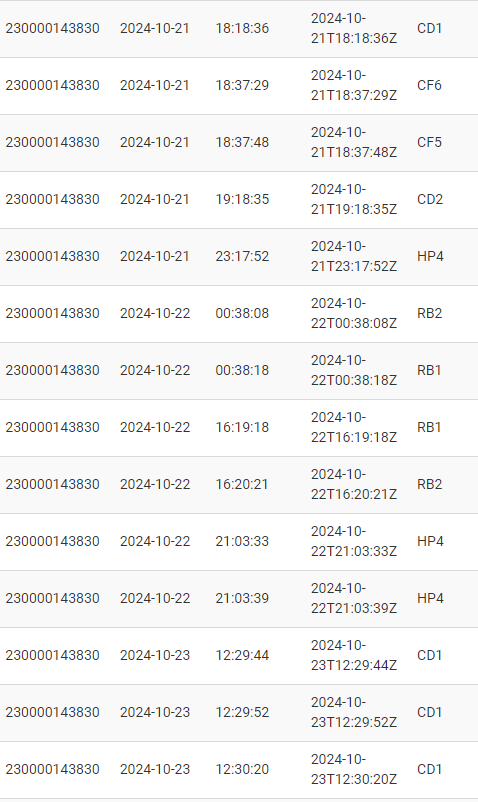 230000143830 2024-10-21 18:18:36 2024-10-
21T18:18:36Z CD1
230000143830 2024-10-21 18:37:29 2024-10-
21T18:37:29Z CF6
230000143830 2024-10-21 18:37:48 2024-10-
21T18:37:48Z CF5
230000143830 2024-10-21 19:18:35 2024-10-
21T19:18:35Z CD2
230000143830 2024-10-21 23:17:52 2024-10-
21T23:17:52Z HP4
230000143830 2024-10-22 00:38:08 2024-10-
22T00:38:08Z RB2
230000143830 2024-10-22 00:38:18 2024-10-
22T00:38:18Z RB1
230000143830 2024-10-22 16:19:18 2024-10-
22T16:19:18Z RB1
230000143830 2024-10-22 16:20:21 2024-10-
22T16:20:21Z RB2
230000143830 2024-10-22 21:03:33 2024-10-
22T21:03:33Z HP4
230000143830 2024-10-22 21:03:39 2024-10-
22T21:03:39Z HP4
230000143830 2024-10-23 12:29:44 2024-10-
23T12:29:44Z CD1
230000143830 2024-10-23 12:29:52 2024-10-
23T12:29:52Z CD1
230000143830 2024-10-23 12:30:20 2024-10-
23T12:30:20Z CD1